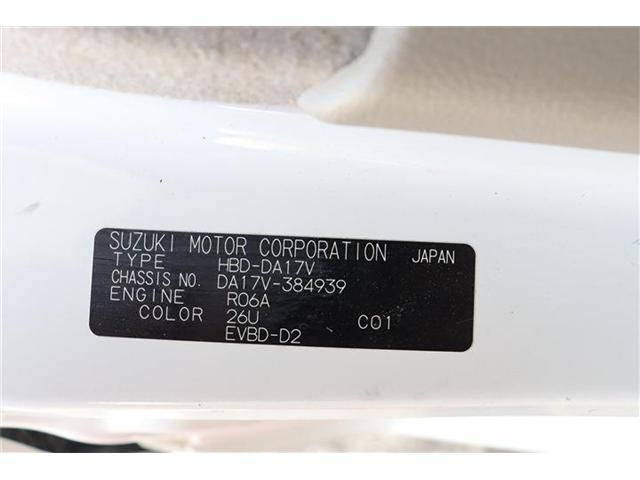 SUZUKI MOTOR CORPORATION JAPAN
TYPE HBD-DA17V
CHASSIS NO. DA17V-384939
ENGINE R06A
COLOR 26U C01
EVBD-D2